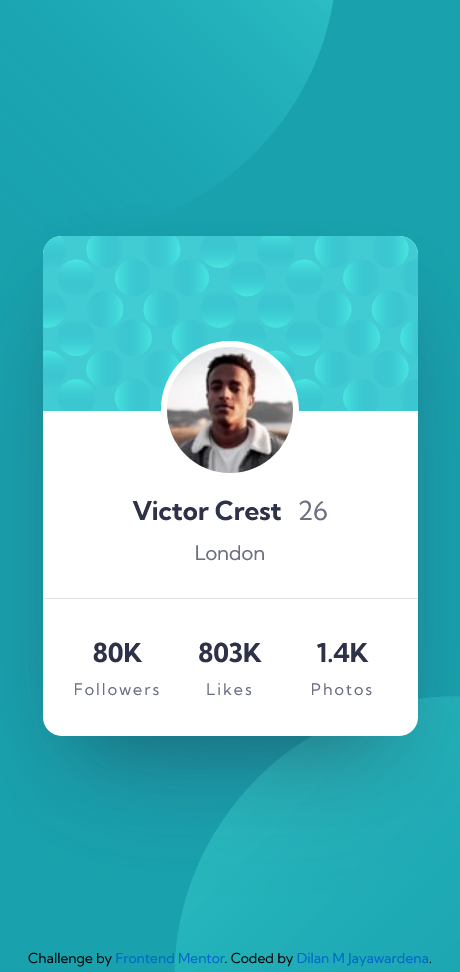 Victor Crest 26
London
80K 803K 1.4K
Followers Likes Photos
Challenge by Frontend Mentor. Coded by Dilan M Jayawardena.